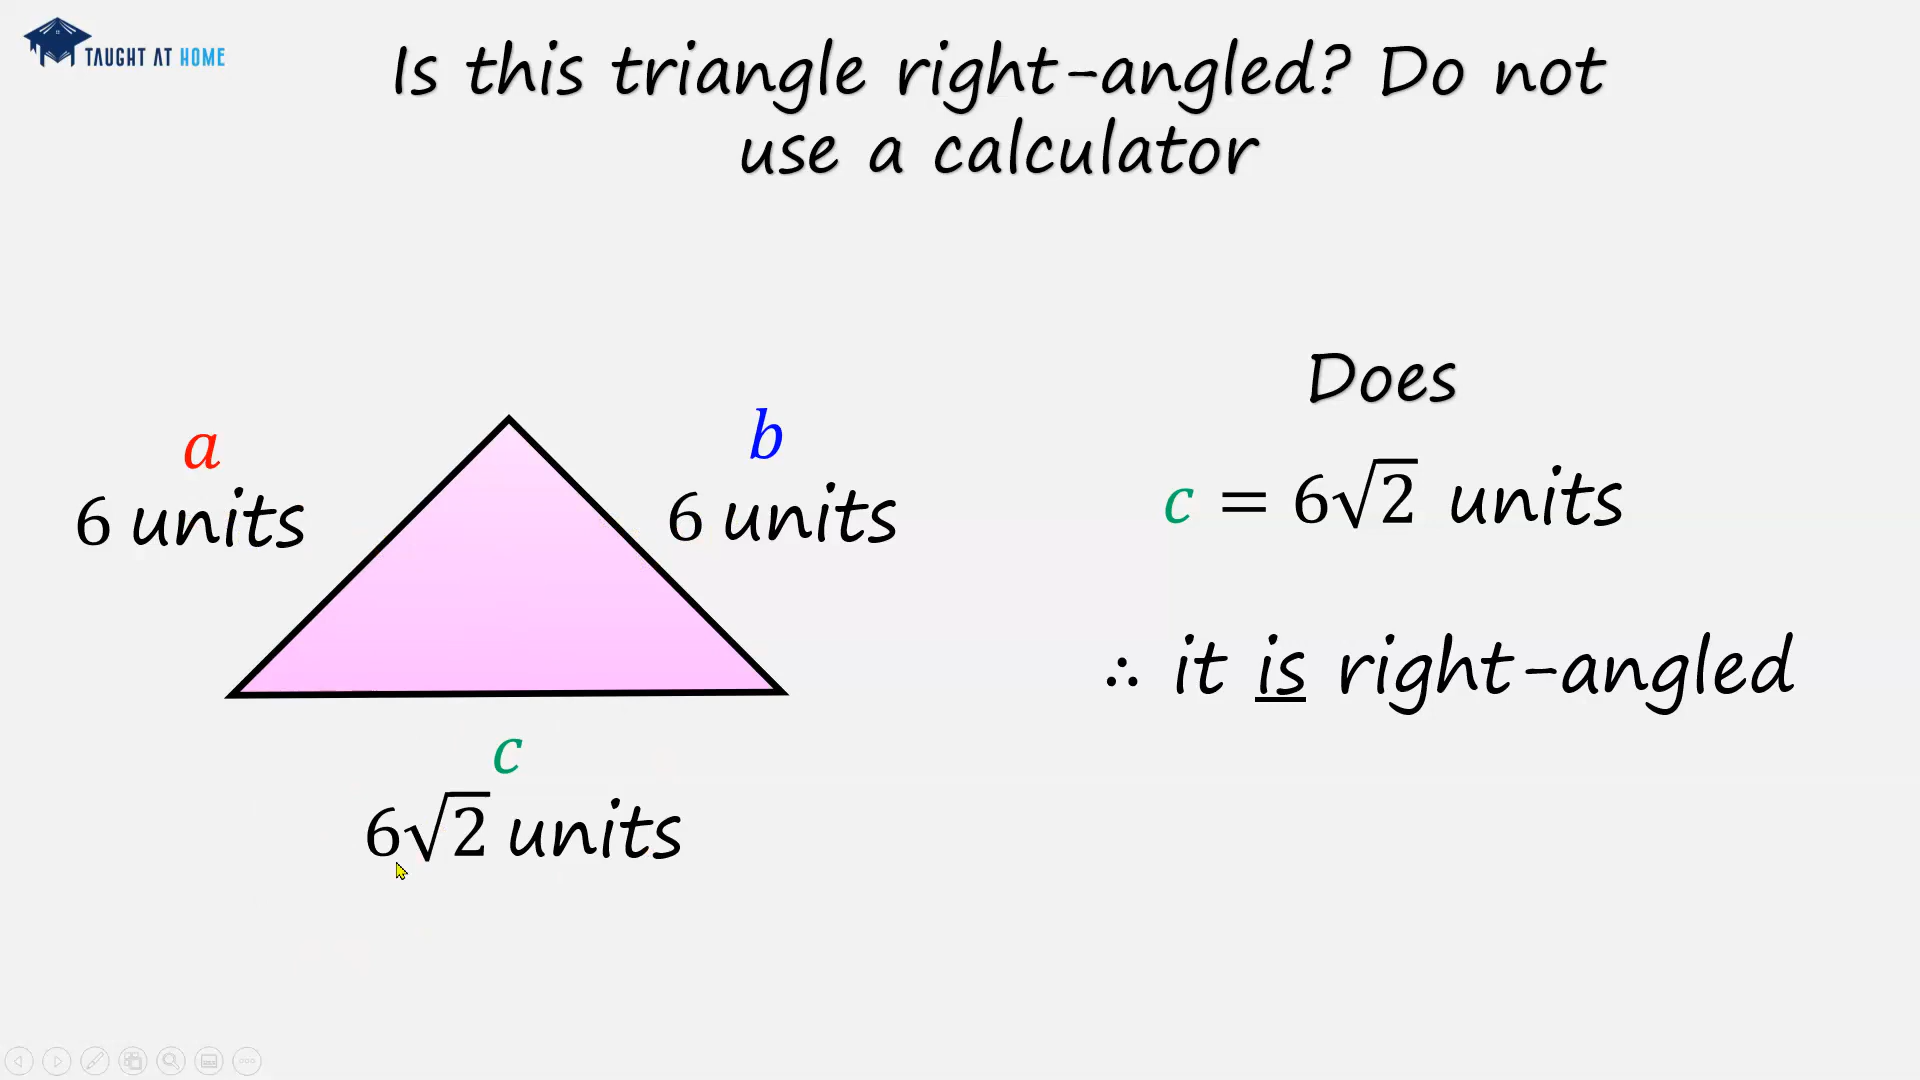 TAUGHT AT HOME
Is this triangle right-angled? Do not
use a calculator
Does
a
b
6 units
6 units
c = 6√2 units
∴ it is right-angled
c
6√2 units